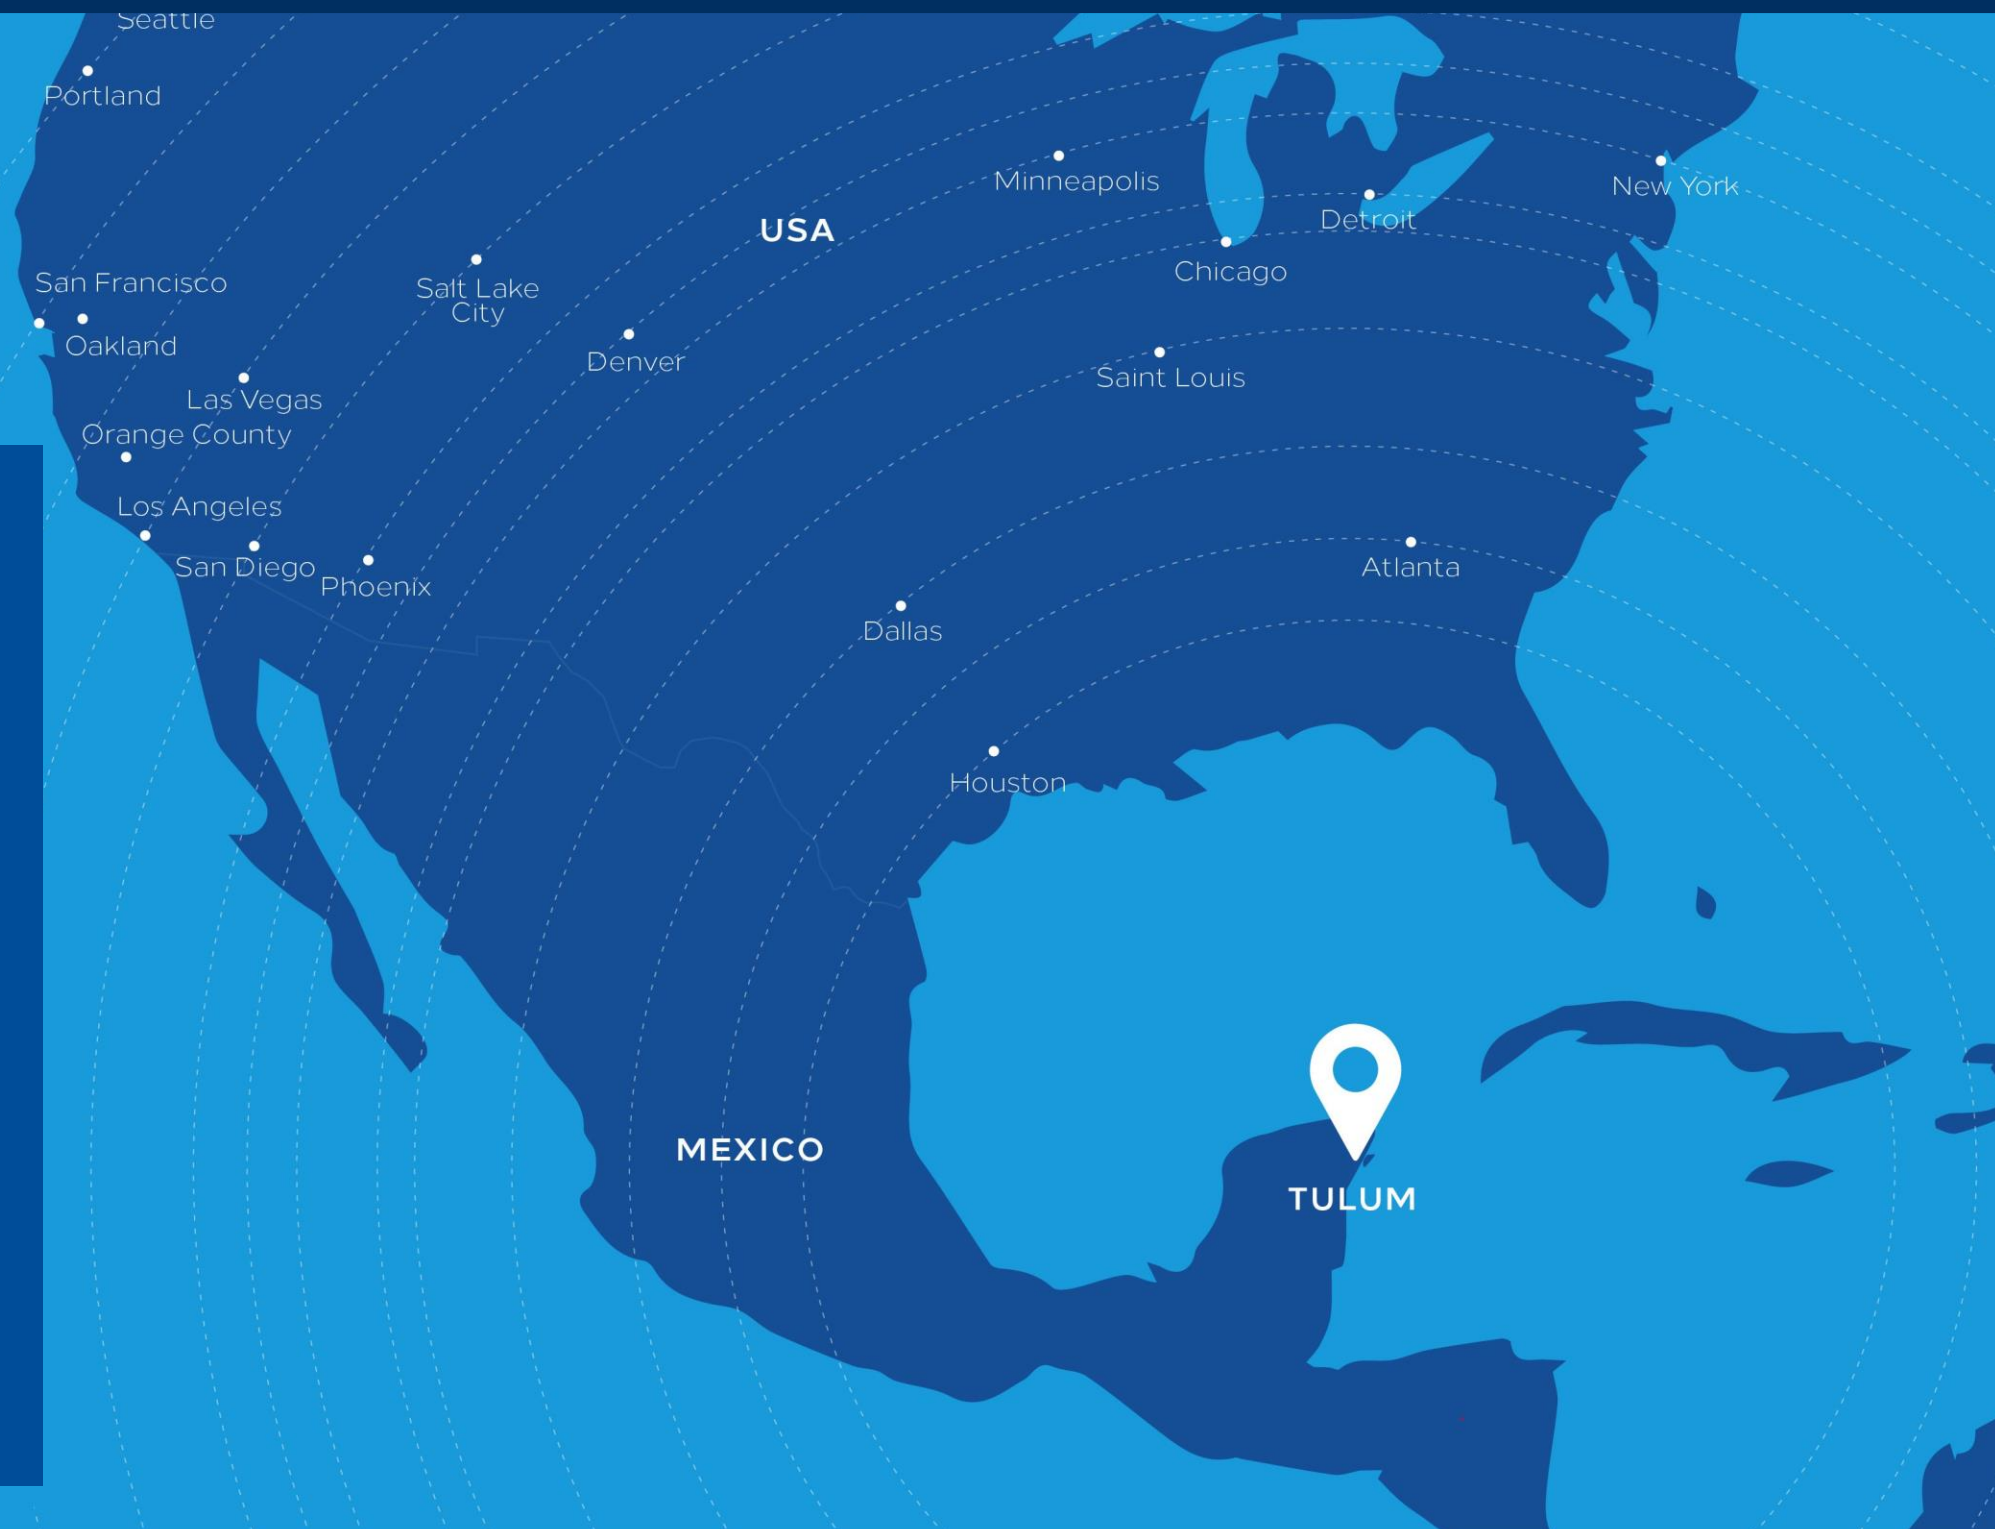 Seattle
Portland
Minneapolis
New York
Detroit
USA
Chicago
San Francisco
Salt Lake
City
Oakland
Denver
Saint Louis
Las Vegas
Orange County
Los Angeles
San Diego
Phoenix
Atlanta
Dallas
Houston
MEXICO
TULUM